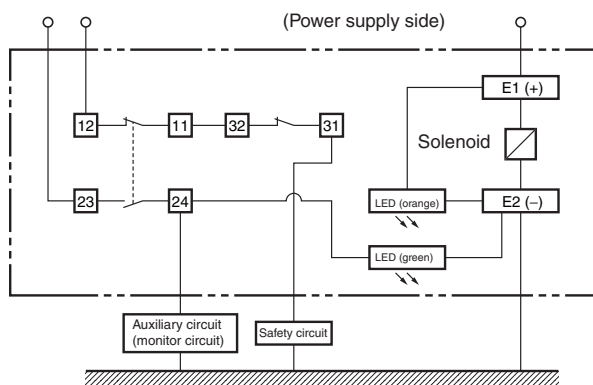 (Power supply side)
E1 (+)
12
11
32
31
Solenoid
23
24
LED (orange)
E2 (–)
LED (green)
Auxiliary circuit
(monitor circuit)
Safety circuit